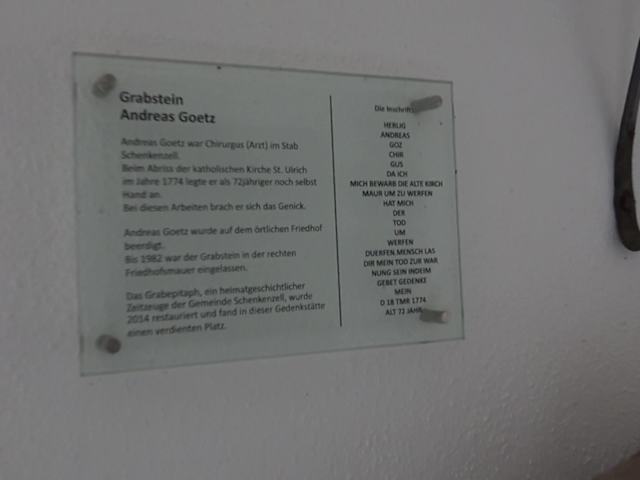 Grabstein
Andreas Goetz
Andreas Goetz war Chirurgus (Arzt) im Stab
Schenkenzell.
Beim Abriss der katholischen Kirche St. Ulrich
im Jahre 1774 legte er als 72jähriger noch selbst
Hand an.
Bei diesen Arbeiten brach er sich das Genick.
Andreas Goetz wurde auf dem örtlichen Friedhof
beerdigt.
Bis 1982 war der Grabstein in der rechten
Friedhofsmauer eingelassen.
Das Grabepitaph, ein heimatgeschichtlicher
Zeitzeuge der Gemeinde Schenkenzell, wurde
2014 restauriert und fand in dieser Gedenkstätte
einen verdienten Platz.
Die Inschrift
HERLIG
ANDREAS
GOZ
CHIR
GUS
DA ICH
MICH BEWARB DIE ALTE KIRCH
MAUR UM ZU WERFEN
HAT MICH
DER
TOD
UM
WERFEN
DUERFEN,MENSCH LAS
DIR MEIN TOD ZUR WAR
NUNG SEIN INDEIM
GEBET GEDENKE
MEIN
D 18 TMR 1774
ALT 72 JAHR